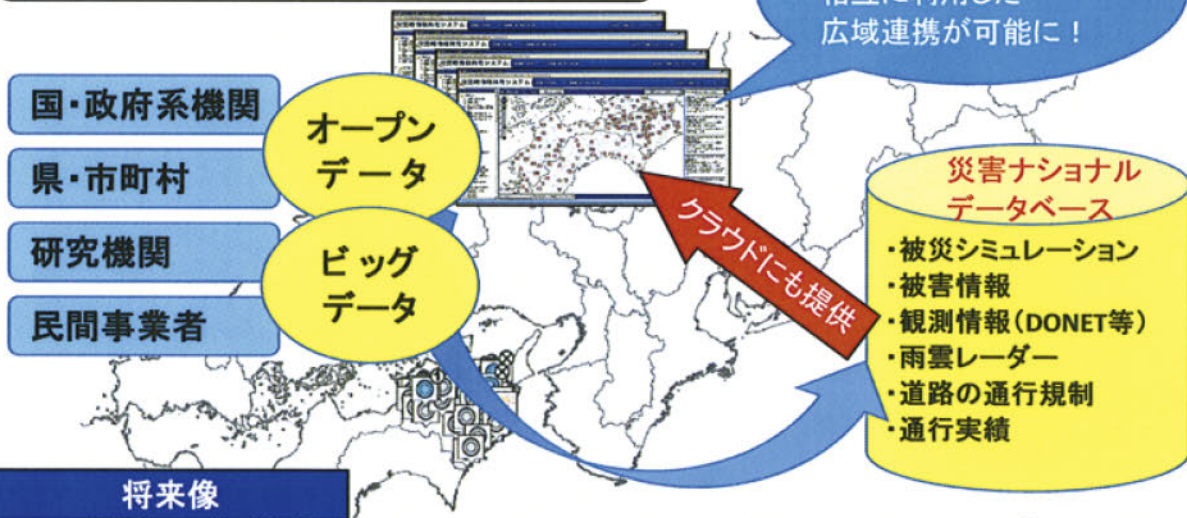 広域連携が可能に！
国・政府系機関
県・市町村
研究機関
民間事業者
オープン
データ
ビッグ
データ
クラウドにも提供
災害ナショナル
データベース
・被災シミュレーション
・被害情報
・観測情報（DONET等）
・雨雲レーダー
・道路の通行規制
・通行実績
将来像